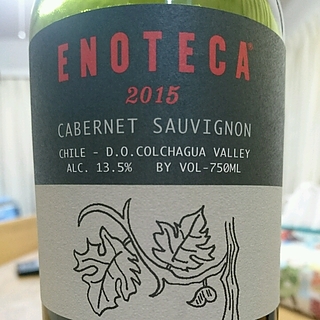 ENOTECA
2015
CABERNET SAUVIGNON
CHILE - D.O.COLCHAGUA VALLEY
ALC. 13.5% BY VOL-750ML